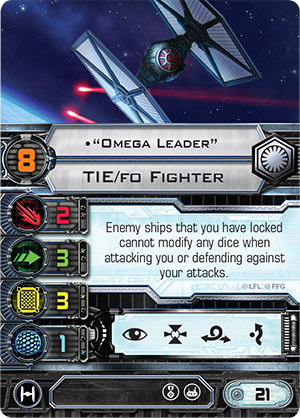 •“Omega Leader”
8
TIE/fo Fighter
2
3
3
1
Enemy ships that you have locked
cannot modify any dice when
attacking you or defending against
your attacks.
©LFL ©FFG
21